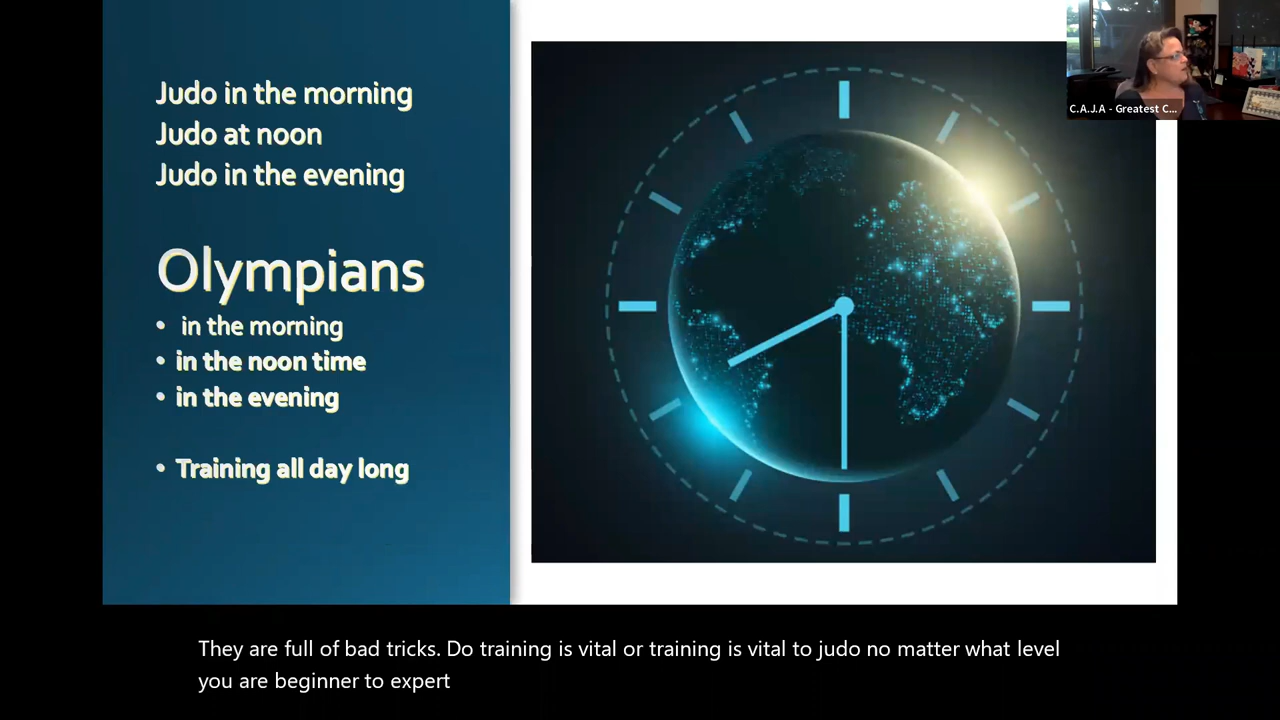 Judo in the morning
Judo at noon
Judo in the evening
Olympians
• in the morning
• in the noon time
• in the evening
• Training all day long
C.A.J.A - Greatest C...
They are full of bad tricks. Do training is vital or training is vital to judo no matter what level
you are beginner to expert